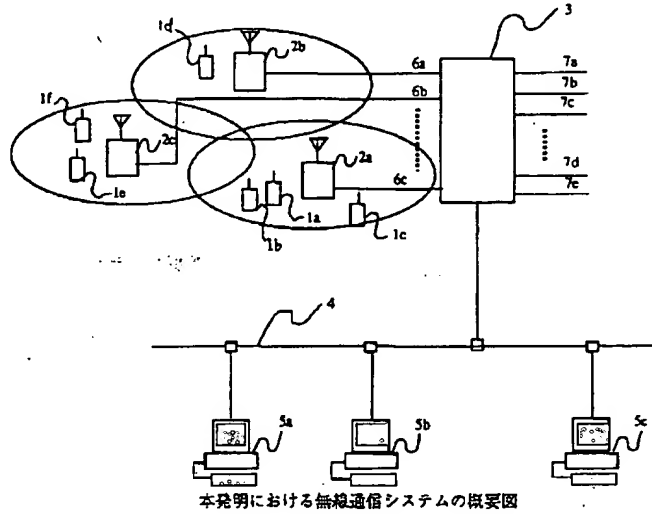 3
1d
2b
6a
7a
7b
6b
7c
1f
2c
2a
7d
1e
6c
7e
1b
1a
1c
4
5a
5b
5c
本発明における無線通信システムの概要図